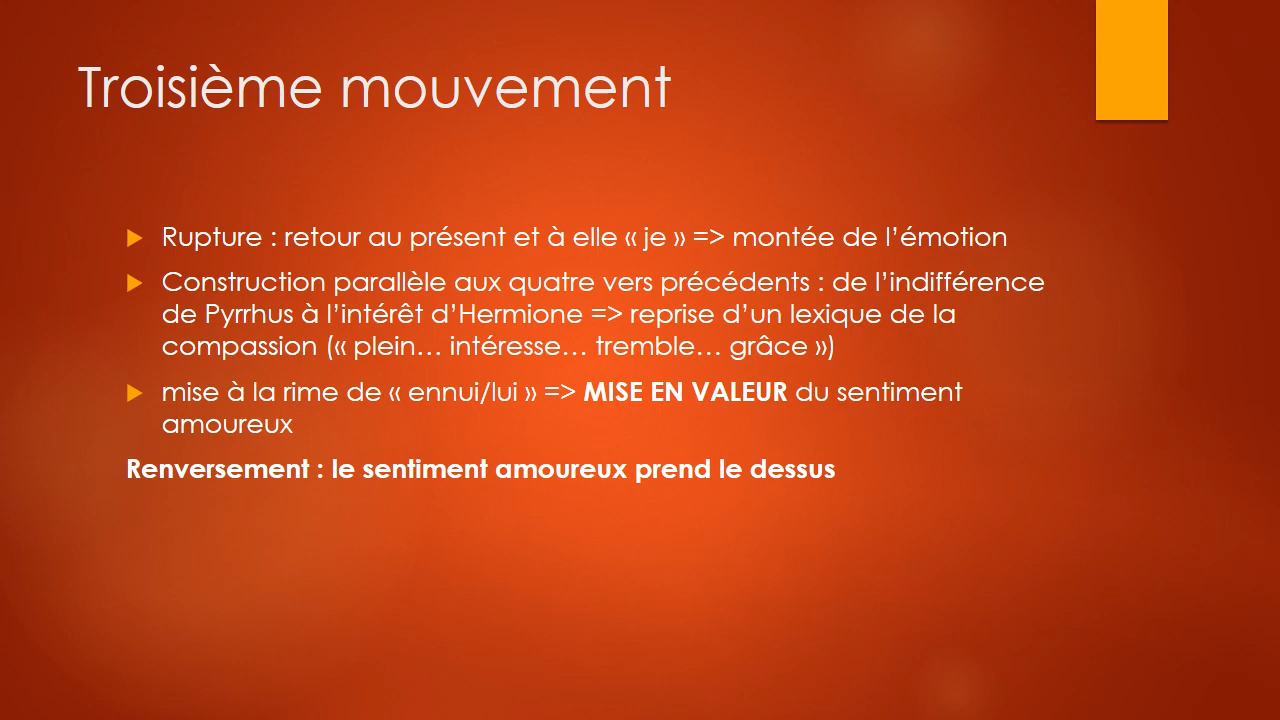 Troisième mouvement
Rupture : retour au présent et à elle « je » => montée de l’émotion
Construction parallèle aux quatre vers précédents : de l’indifférence
de Pyrrhus à l’intérêt d’Hermione => reprise d’un lexique de la
compassion (« plein… intéresse… tremble… grâce »)
mise à la rime de « ennui/lui » => MISE EN VALEUR du sentiment
amoureux
Renversement : le sentiment amoureux prend le dessus